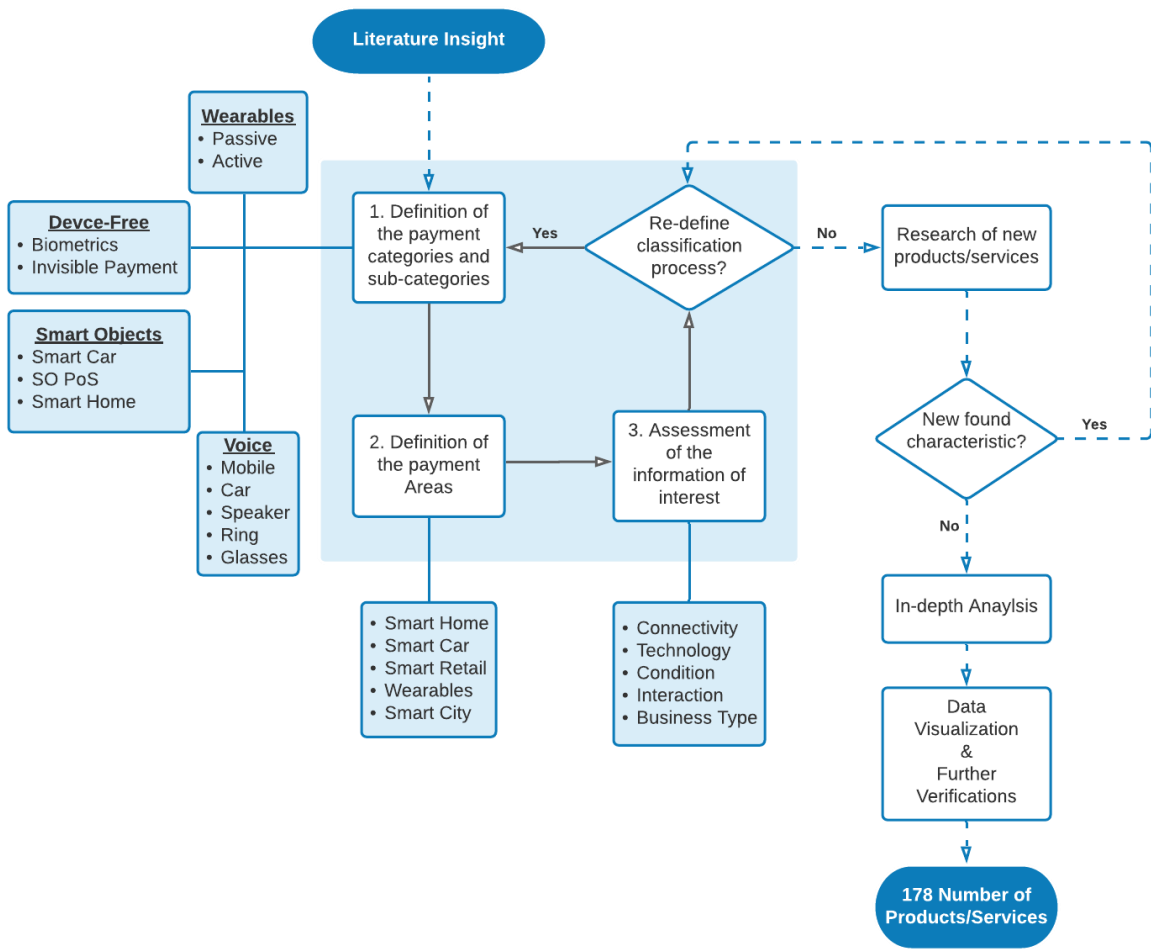 Literature Insight
Wearables
• Passive
• Active
Devce-Free
• Biometrics
• Invisible Payment
Smart Objects
• Smart Car
• SO PoS
• Smart Home
Voice
• Mobile
• Car
• Speaker
• Ring
• Glasses
1. Definition of
the payment
categories and
sub-categories
Yes
Re-define
classification
process?
No
Research of new
products/services
2. Definition of
the payment
Areas
3. Assessment
of the
information of
interest
New found
characteristic?
Yes
No
• Smart Home
• Smart Car
• Smart Retail
• Wearables
• Smart City
• Connectivity
• Technology
• Condition
• Interaction
• Business Type
In-depth Anaylsis
Data
Visualization
&
Further
Verifications
178 Number of
Products/Services